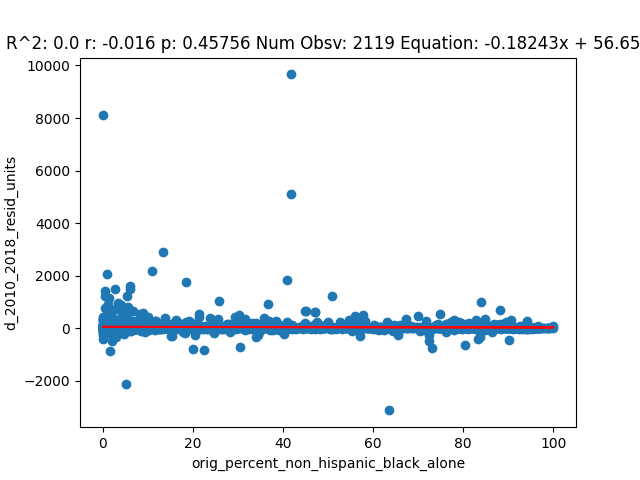 R^2: 0.0 r: -0.016 p: 0.45756 Num Obsv: 2119 Equation: -0.18243x + 56.65
10000
8000
6000
4000
2000
0
−2000
d_2010_2018_resid_units
0 20 40 60 80 100
orig_percent_non_hispanic_black_alone